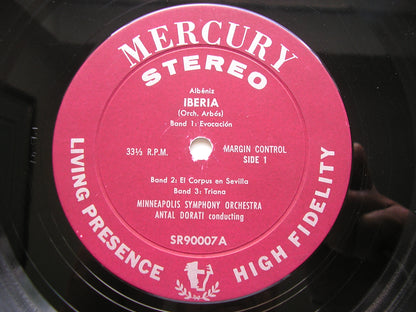 MERCURY
STEREO
Albéniz
IBERIA
(Orch. Arbós)
Band 1: Evocación
33⅓ R.P.M.
MARGIN CONTROL
SIDE 1
Band 2: El Corpus en Sevilla
Band 3: Triana
MINNEAPOLIS SYMPHONY ORCHESTRA
ANTAL DORATI conducting
SR90007A
LIVING PRESENCE
HIGH FIDELITY